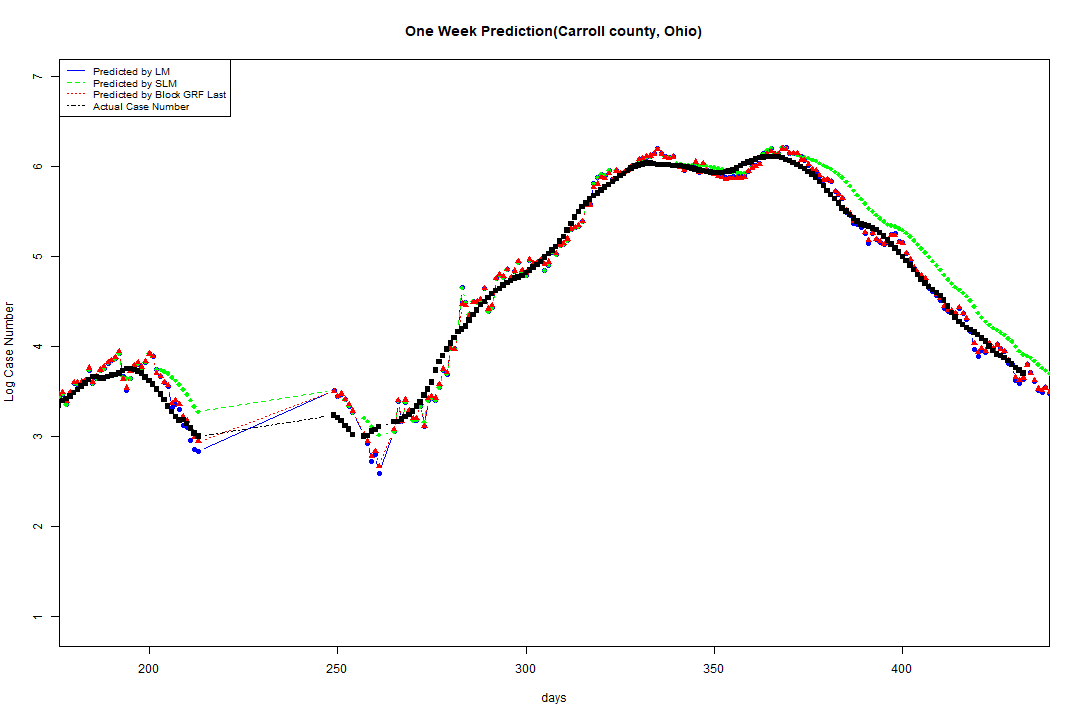 One Week Prediction(Carroll county, Ohio)
Predicted by LM
Predicted by SLM
Predicted by Block GRF Last
Actual Case Number
Log Case Number
7
6
5
4
3
2
1
200 250 300 350 400
days